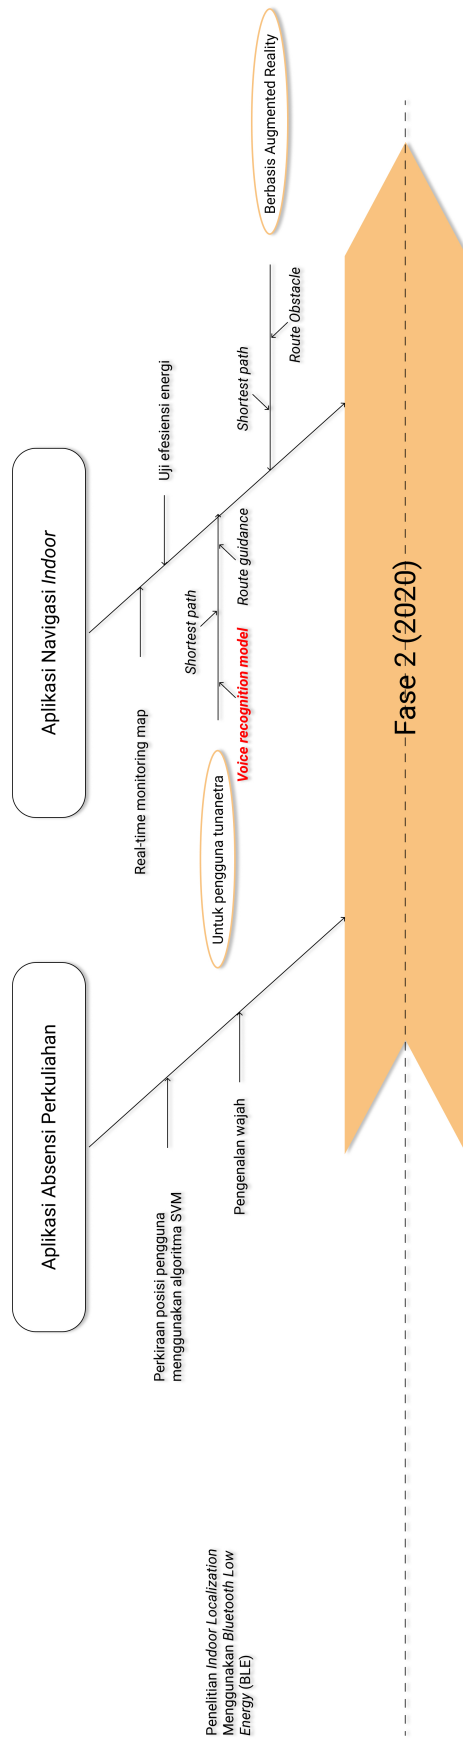 Penelitian Indoor Localization
Menggunakan Bluetooth Low
Energy (BLE)
Aplikasi Absensi Perkuliahan
Perkiraan posisi pengguna
menggunakan algoritma SVM
Pengenalan wajah
Aplikasi Navigasi Indoor
Real-time monitoring map
Uji efesiensi energi
Untuk pengguna tunanetra
Shortest path
Voice recognition model
Route guidance
Berbasis Augmented Reality
Shortest path
Route Obstacle
Fase 2 (2020)